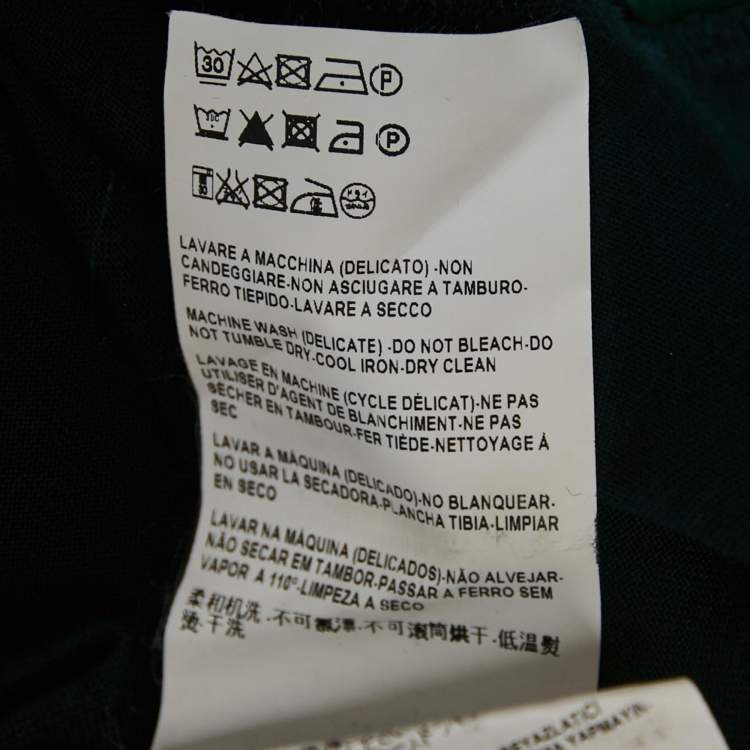 30 P
30C P
30
LAVARE A MACCHINA (DELICATO) -NON
CANDEGGIARE-NON ASCIUGARE A TAMBURO-
FERRO TIEPIDO-LAVARE A SECCO
MACHINE WASH (DELICATE) -DO NOT BLEACH-DO
NOT TUMBLE DRY-COOL IRON-DRY CLEAN
LAVAGE EN MACHINE (CYCLE DÉLICAT)-NE PAS
UTILISER D'AGENT DE BLANCHIMENT-NE PAS
SÉCHER EN TAMBOUR-FER TIÈDE-NETTOYAGE À
SEC
LAVAR A MÁQUINA (DELICADO)-NO BLANQUEAR-
NO USAR LA SECADORA-PLANCHA TIBIA-LIMPIAR
EN SECO
LAVAR NA MÁQUINA (DELICADOS)-NÃO ALVEJAR-
NÃO SECAR EM TAMBOR-PASSAR A FERRO SEM
VAPOR A 110°-LIMPEZA A SECO
柔和机洗-不可氯漂-不可滚筒烘干-低温熨
烫-干洗
BEYAZLATICI